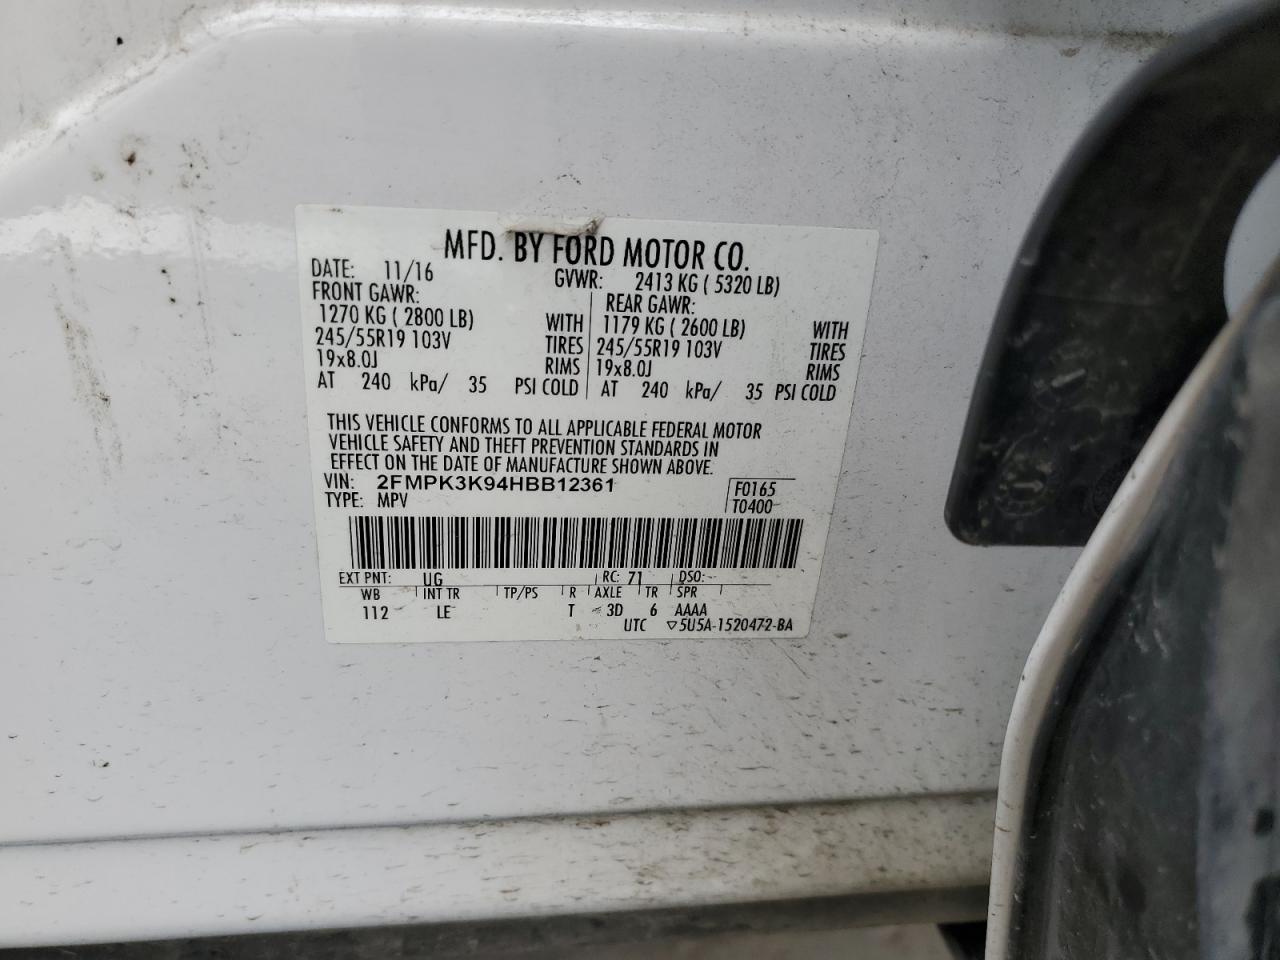 MFD. BY FORD MOTOR CO.
DATE: 11/16 GVWR: 2413 KG ( 5320 LB)
FRONT GAWR: REAR GAWR:
1270 KG ( 2800 LB) WITH 1179 KG ( 2600 LB) WITH
245/55R19 103V TIRES 245/55R19 103V TIRES
19x8.0J RIMS 19x8.0J RIMS
AT 240 kPa/ 35 PSI COLD AT 240 kPa/ 35 PSI COLD
THIS VEHICLE CONFORMS TO ALL APPLICABLE FEDERAL MOTOR
VEHICLE SAFETY AND THEFT PREVENTION STANDARDS IN
EFFECT ON THE DATE OF MANUFACTURE SHOWN ABOVE.
VIN: 2FMPK3K94HBB12361 F0165
TYPE: MPV T0400
EXT PNT: UG RC: 71 DSO:
WB INT TR TP/PS R AXLE TR SPR
112 LE T 3D 6 AAAA
UTC ▽5U5A-1520472-BA